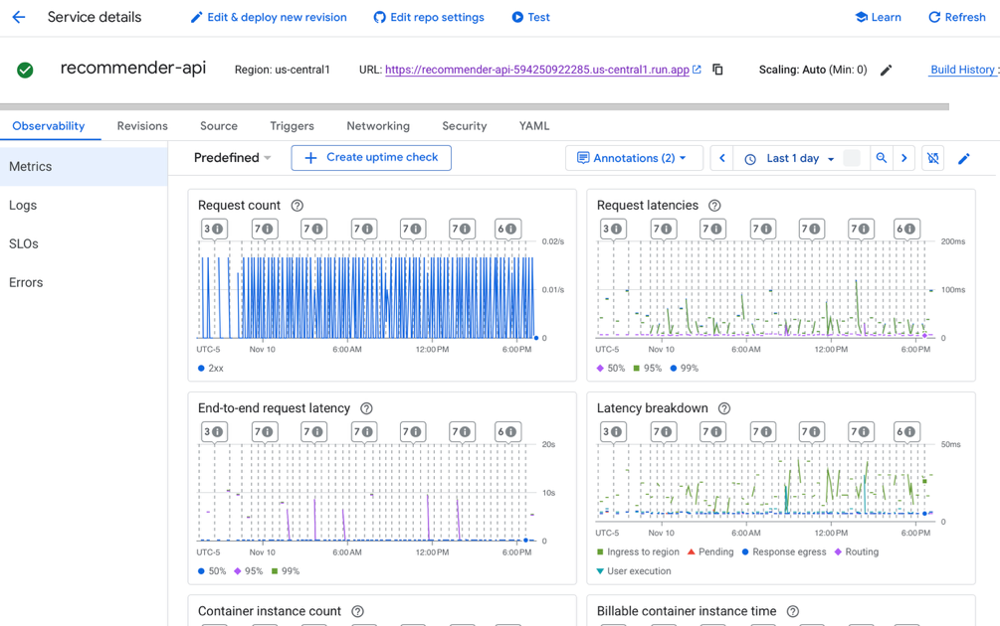 Service details
Edit & deploy new revision
Edit repo settings
Test
Learn
Refresh
recommender-api
Region: us-central1
URL: https://recommender-api-594250922285.us-central1.run.app
Scaling: Auto (Min: 0)
Build History
Observability
Revisions
Source
Triggers
Networking
Security
YAML
Metrics
Logs
SLOs
Errors
Predefined
Create uptime check
Annotations (2)
Last 1 day
Request count
3 7 7 7 7 7 6
0.02/s
0.01/s
0
UTC-5 Nov 10 6:00 AM 12:00 PM 6:00 PM
2xx
Request latencies
3 7 7 7 7 7 6
200ms
100ms
0
UTC-5 Nov 10 6:00 AM 12:00 PM 6:00 PM
50% 95% 99%
End-to-end request latency
3 7 7 7 7 7 6
20s
10s
0
UTC-5 Nov 10 6:00 AM 12:00 PM 6:00 PM
50% 95% 99%
Latency breakdown
3 7 7 7 7 7 6
50ms
0
UTC-5 Nov 10 6:00 AM 12:00 PM 6:00 PM
Ingress to region Pending Response egress Routing
User execution
Container instance count
Billable container instance time